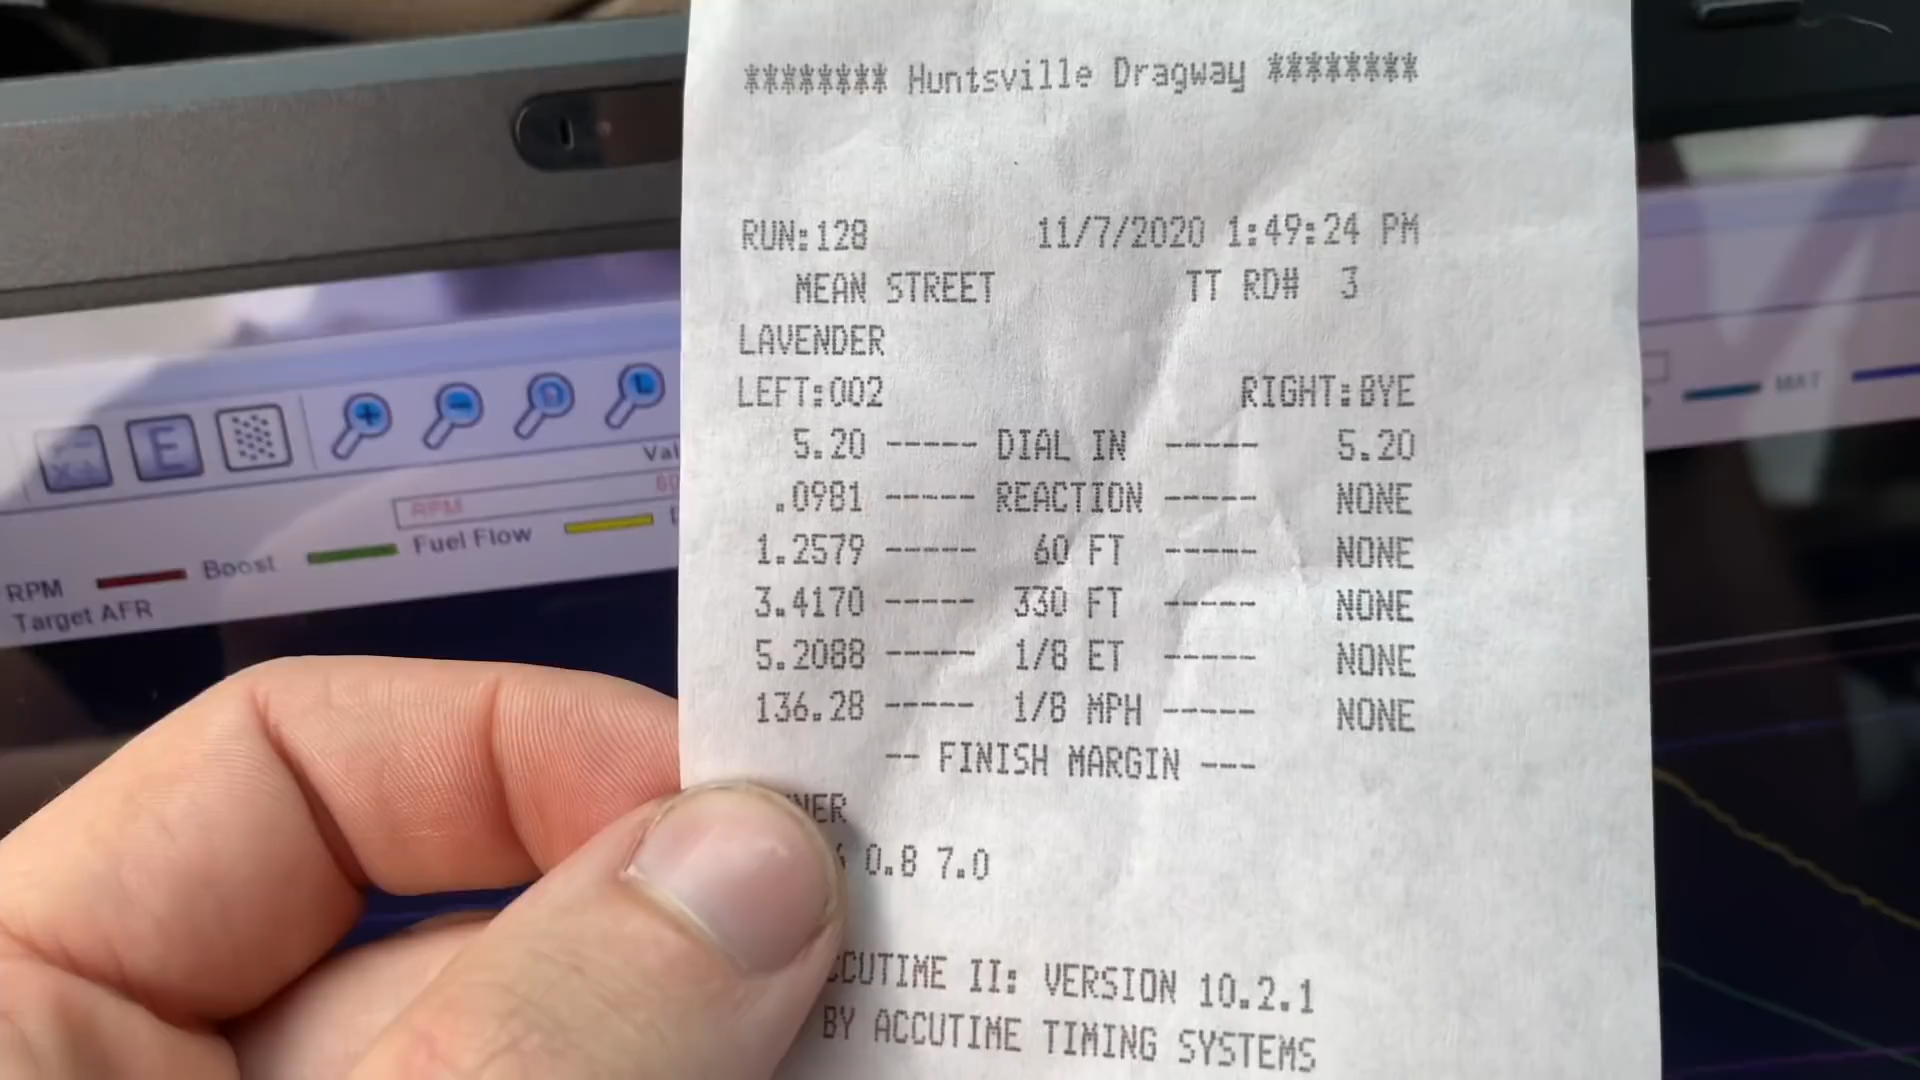 ******** Huntsville Dragway ********
RUN:128 11/7/2020 1:49:24 PM
MEAN STREET TT RD# 3
LAVENDER
LEFT:002 RIGHT:BYE
5.20 ----- DIAL IN ----- 5.20
.0981 ----- REACTION ----- NONE
1.2579 ----- 60 FT ----- NONE
3.4170 ----- 330 FT ----- NONE
5.2088 ----- 1/8 ET ----- NONE
136.28 ----- 1/8 MPH ----- NONE
-- FINISH MARGIN ---
0.8 7.0
II: VERSION 10.2.1
BY ACCUTIME TIMING SYSTEMS
E
RPM
RPM Boost Fuel Flow
Target AFR
MAT